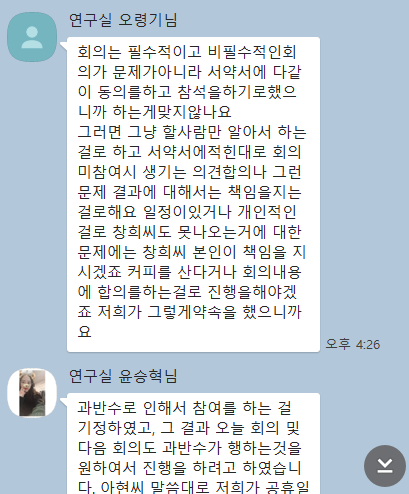 연구실 오령기님
회의는 필수적이고 비필수적인회
의가 문제가아니라 서약서에 다같
이 동의를하고 참석을하기로했으
니까 하는게맞지않나요
그러면 그냥 할사람만 알아서 하는
걸로 하고 서약서에적힌대로 회의
미참여시 생기는 의견합의나 그런
문제 결과에 대해서는 책임을지는
걸로해요 일정이있거나 개인적인
걸로 창희씨도 못나오는거에 대한
문제에는 창희씨 본인이 책임을 지
시겠죠 커피를 산다거나 회의내용
에 합의를하는걸로 진행을해야겠
죠 저희가 그렇게약속을 했으니까
요
오후 4:26
연구실 윤승혁님
과반수로 인해서 참여를 하는 걸
기정하였고, 그 결과 오늘 회의 및
다음 회의도 과반수가 행하는것을
원하여서 진행을 하려고 하였습니
다. 아현씨 말씀대로 저희가 공휴일